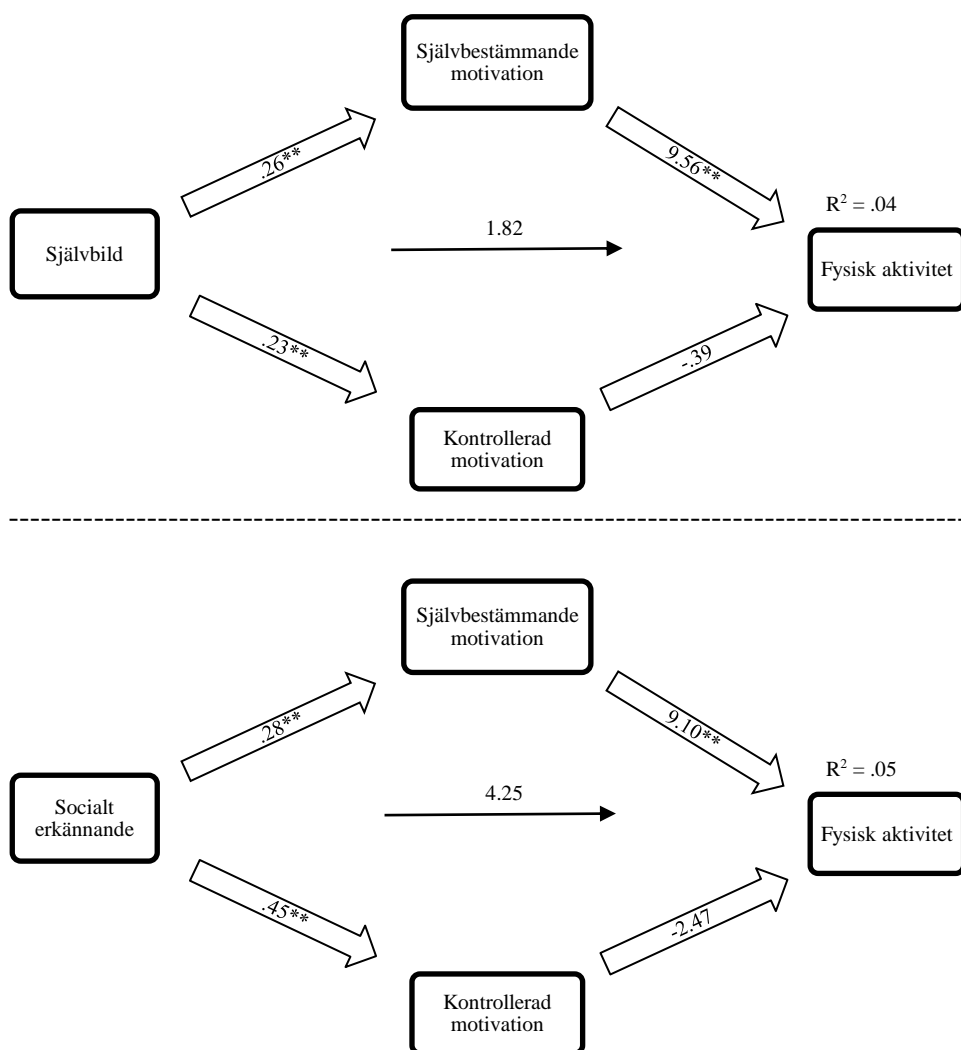 Självbestämmande
motivation
.26**
9.56**
R² = .04
Självbild
1.82
Fysisk aktivitet
.23**
-.39
Kontrollerad
motivation
Självbestämmande
motivation
.28**
9.10**
R² = .05
Socialt
erkännande
4.25
Fysisk aktivitet
.45**
-2.47
Kontrollerad
motivation